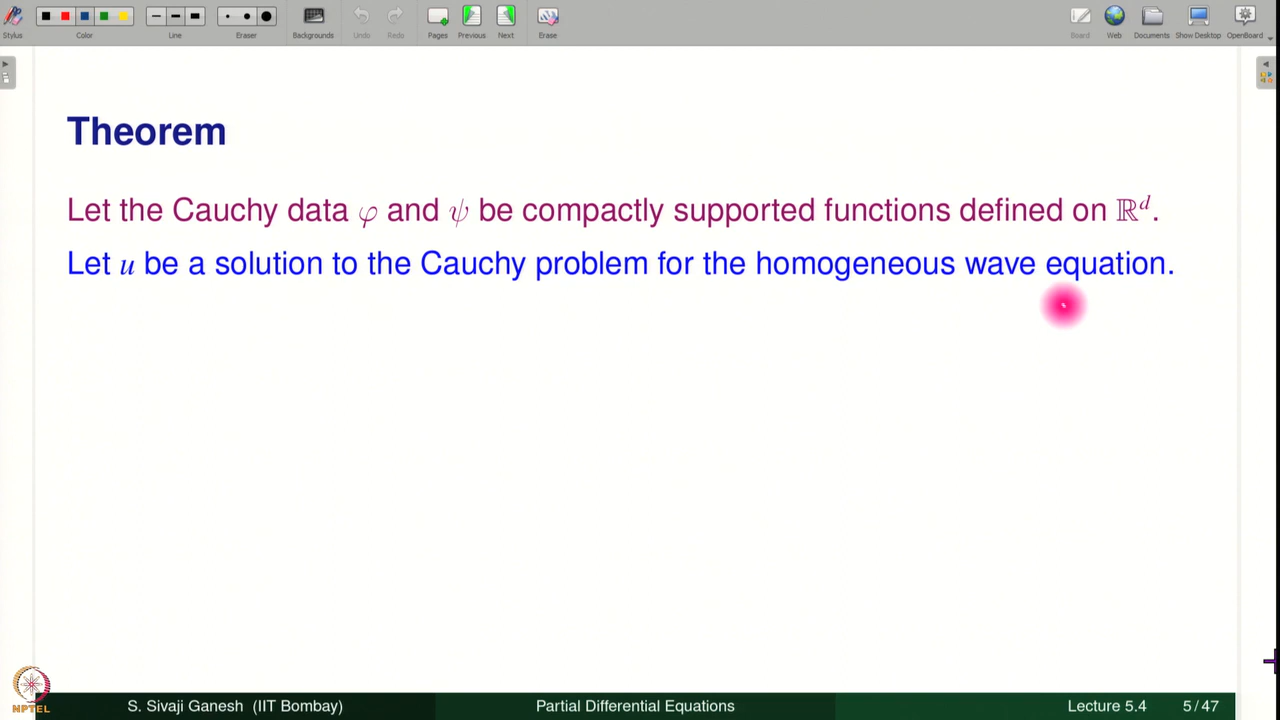 Stylus
Color
Line
Eraser
Backgrounds
Undo
Redo
Pages
Previous
Next
Erase
Board
Web
Documents
Show Desktop
OpenBoard
Theorem
Let the Cauchy data φ and ψ be compactly supported functions defined on ℝᵈ.
Let u be a solution to the Cauchy problem for the homogeneous wave equation.
NPTEL
S. Sivaji Ganesh (IIT Bombay)
Partial Differential Equations
Lecture 5.4
5 / 47